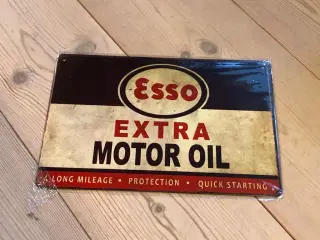 Esso
EXTRA
MOTOR OIL
LONG MILEAGE • PROTECTION • QUICK STARTING